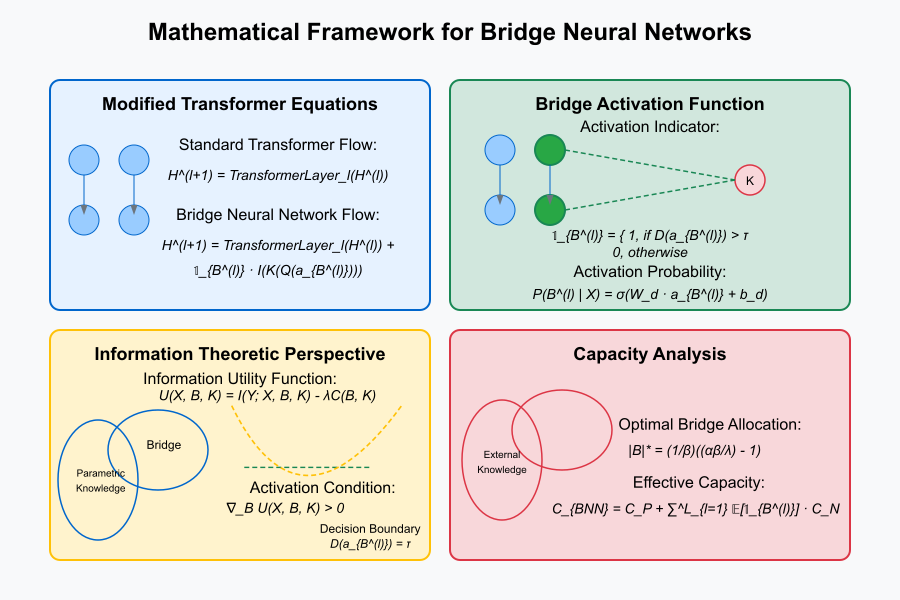 Mathematical Framework for Bridge Neural Networks
Modified Transformer Equations
Standard Transformer Flow:
H^(l+1) = TransformerLayer_l(H^(l))
Bridge Neural Network Flow:
H^(l+1) = TransformerLayer_l(H^(l)) +
𝟙_{B^(l)} · I(K(Q(a_{B^(l)})))
Bridge Activation Function
Activation Indicator:
K
𝟙_{B^(l)} = { 1, if D(a_{B^(l)}) > τ
0, otherwise
Activation Probability:
P(B^(l) | X) = σ(W_d · a_{B^(l)} + b_d)
Information Theoretic Perspective
Information Utility Function:
U(X, B, K) = I(Y; X, B, K) - λC(B, K)
Bridge
Parametric
Knowledge
Activation Condition:
∇_B U(X, B, K) > 0
Decision Boundary
D(a_{B^(l)}) = τ
Capacity Analysis
External
Knowledge
Optimal Bridge Allocation:
|B|* = (1/β)((αβ/λ) - 1)
Effective Capacity:
C_{BNN} = C_P + ∑^L_{l=1} 𝔼[𝟙_{B^(l)}] · C_N